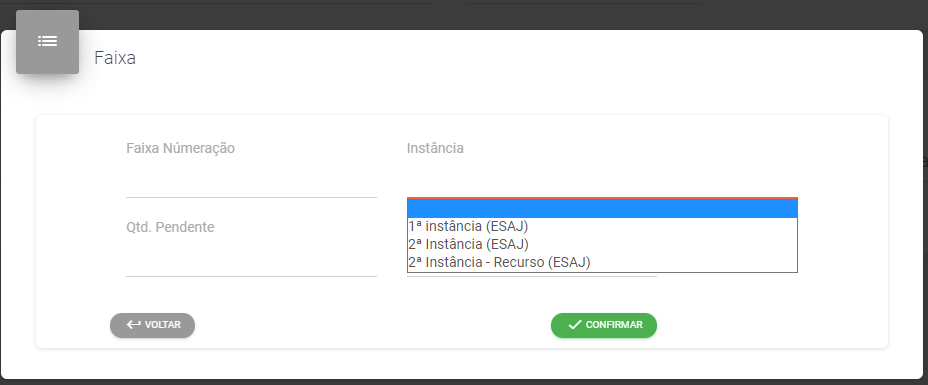 Faixa
Faixa Númeração
Instância
Qtd. Pendente
1ª instância (ESAJ)
2ª Instância (ESAJ)
2ª Instância - Recurso (ESAJ)
VOLTAR
CONFIRMAR